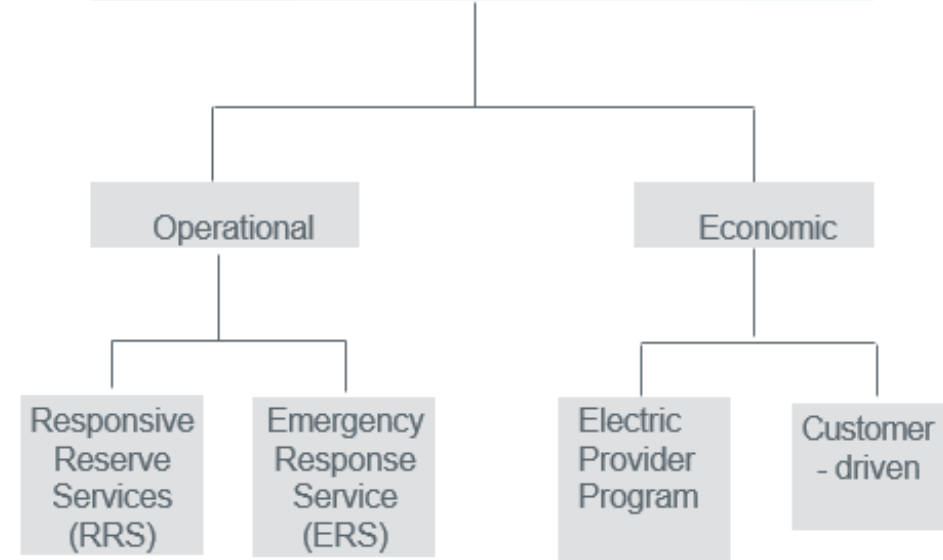 Operational
Economic
Responsive
Reserve
Services
(RRS)
Emergency
Response
Service
(ERS)
Electric
Provider
Program
Customer
- driven